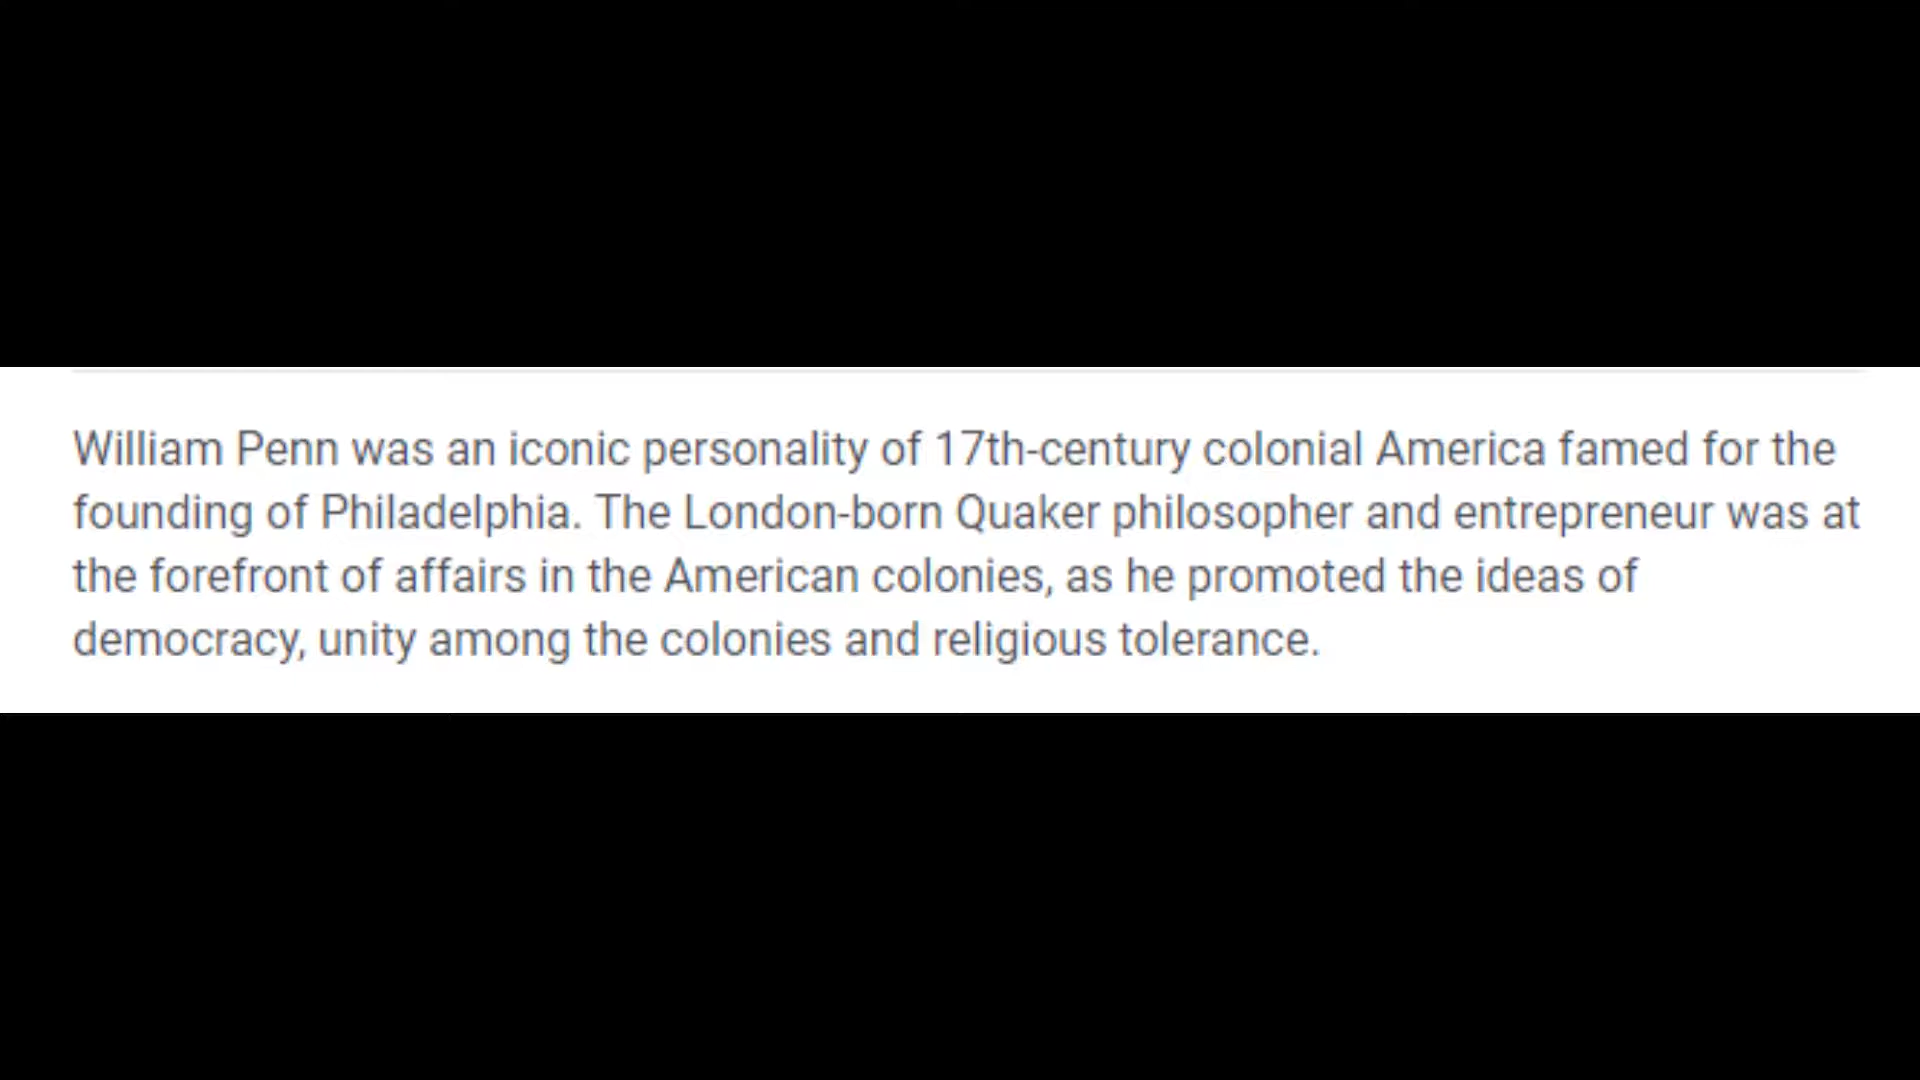 William Penn was an iconic personality of 17th-century colonial America famed for the
founding of Philadelphia. The London-born Quaker philosopher and entrepreneur was at
the forefront of affairs in the American colonies, as he promoted the ideas of
democracy, unity among the colonies and religious tolerance.